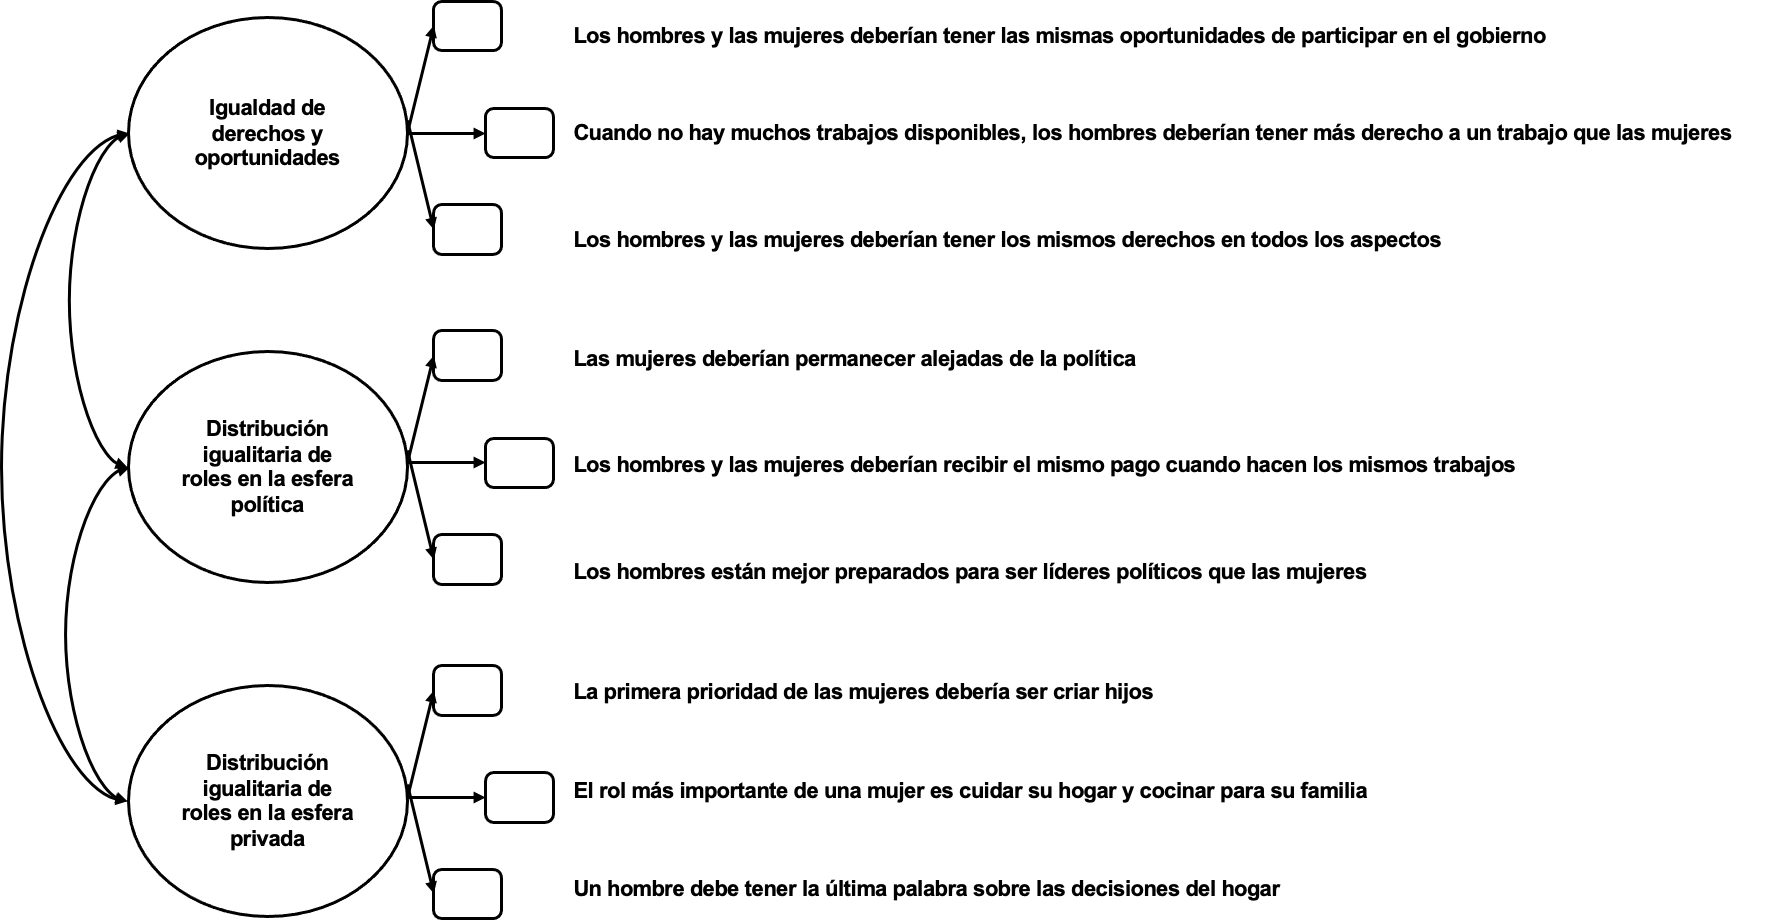 Igualdad de
derechos y
oportunidades
Los hombres y las mujeres deberían tener las mismas oportunidades de participar en el gobierno
Cuando no hay muchos trabajos disponibles, los hombres deberían tener más derecho a un trabajo que las mujeres
Los hombres y las mujeres deberían tener los mismos derechos en todos los aspectos
Distribución
igualitaria de
roles en la esfera
política
Las mujeres deberían permanecer alejadas de la política
Los hombres y las mujeres deberían recibir el mismo pago cuando hacen los mismos trabajos
Los hombres están mejor preparados para ser líderes políticos que las mujeres
Distribución
igualitaria de
roles en la esfera
privada
La primera prioridad de las mujeres debería ser criar hijos
El rol más importante de una mujer es cuidar su hogar y cocinar para su familia
Un hombre debe tener la última palabra sobre las decisiones del hogar